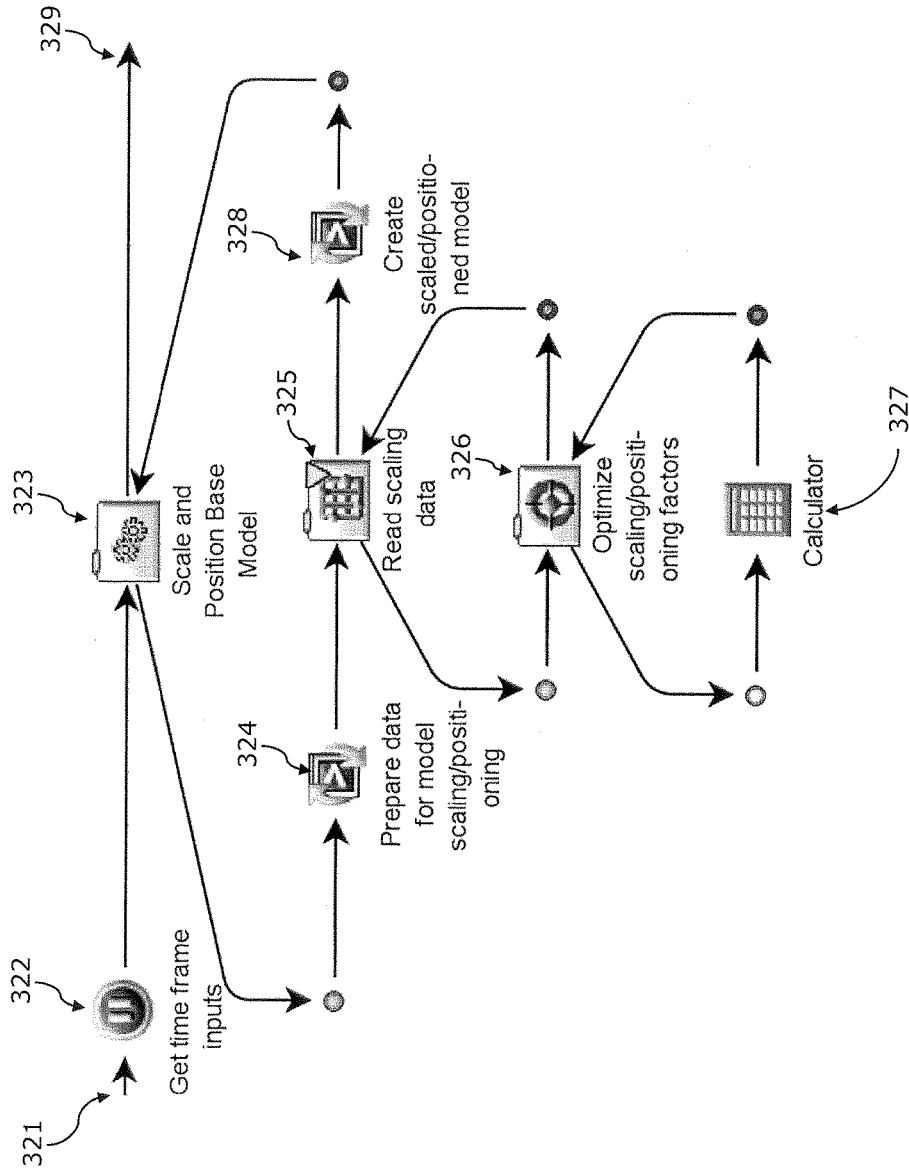 321
322
Get time frame
inputs
323
Scale and
Position Base
Model
329
324
Prepare data
for model
scaling/positi-
oning
325
Read scaling
data
328
Create
scaled/positio-
ned model
326
Optimize
scaling/positi-
oning factors
Calculator
327